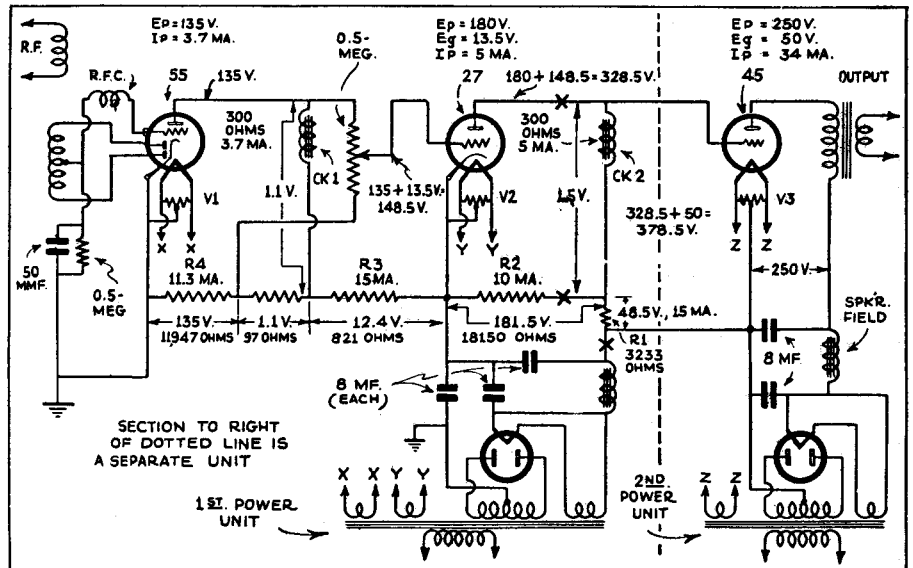 Ep = 135 V.
Ip = 3.7 MA.
Ep = 180 V.
Eg = 13.5 V.
Ip = 5 MA.
Ep = 250 V.
Eg = 50 V.
Ip = 34 MA.
R.F.
R.F.C.
55
135 V.
0.5-
MEG.
27
180 + 148.5 = 328.5 V.
45
OUTPUT
300
OHMS
3.7 MA.
CK 1
1.1 V.
135 + 13.5 V. =
148.5 V.
300
OHMS
5 MA.
CK 2
1.5 V.
328.5 + 50 =
378.5 V.
V1
V2
V3
X X
Y Y
Z Z
50
MMF.
0.5-
MEG
R4
11.3 MA.
R3
15 MA.
R2
10 MA.
250 V.
135 V.
11947 OHMS
1.1 V.
97 OHMS
12.4 V.
821 OHMS
181.5 V.
18150 OHMS
48.5 V., 15 MA.
R1
3233
OHMS
SPK'R.
FIELD
8 MF.
8 MF.
(EACH)
SECTION TO RIGHT
OF DOTTED LINE IS
A SEPARATE UNIT
X X Y Y
1ST. POWER
UNIT
2ND.
POWER
UNIT
Z Z